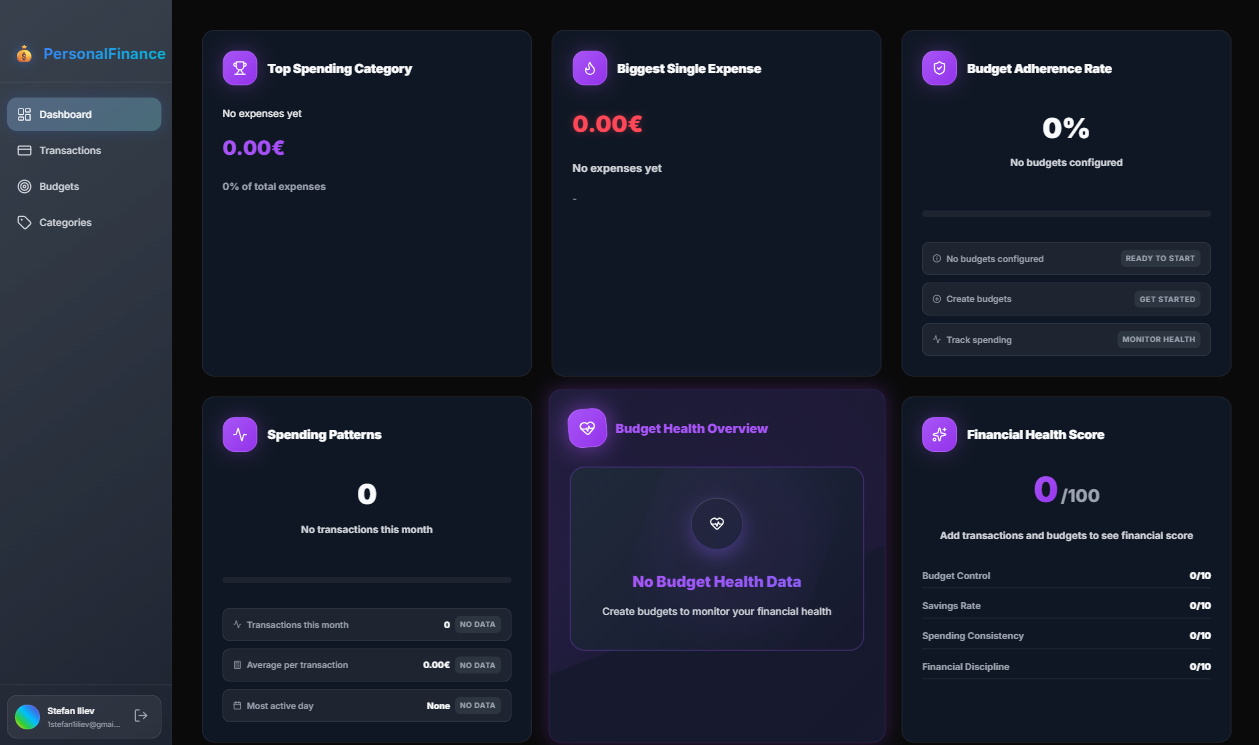 PersonalFinance
Dashboard
Transactions
Budgets
Categories
Stefan Iliev
1stefan1iliev@gmai...
Top Spending Category
No expenses yet
0.00€
0% of total expenses
Biggest Single Expense
0.00€
No expenses yet
-
Budget Adherence Rate
0%
No budgets configured
No budgets configured READY TO START
Create budgets GET STARTED
Track spending MONITOR HEALTH
Spending Patterns
0
No transactions this month
Transactions this month 0 NO DATA
Average per transaction 0.00€ NO DATA
Most active day None NO DATA
Budget Health Overview
No Budget Health Data
Create budgets to monitor your financial health
Financial Health Score
0/100
Add transactions and budgets to see financial score
Budget Control 0/10
Savings Rate 0/10
Spending Consistency 0/10
Financial Discipline 0/10